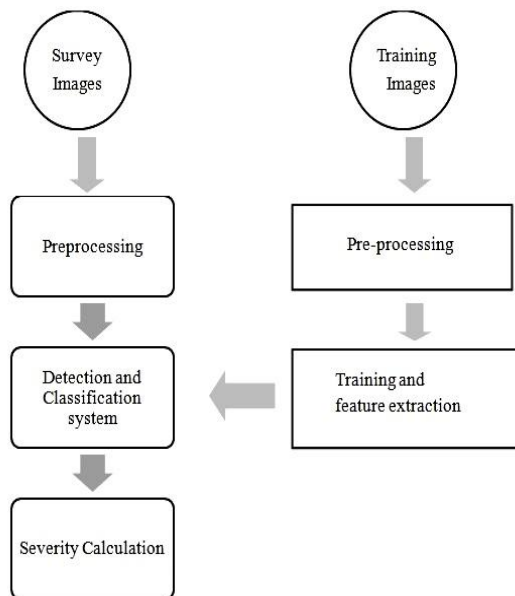 Survey
Images
Training
Images
Preprocessing
Pre-processing
Detection and
Classification
system
Training and
feature extraction
Severity Calculation